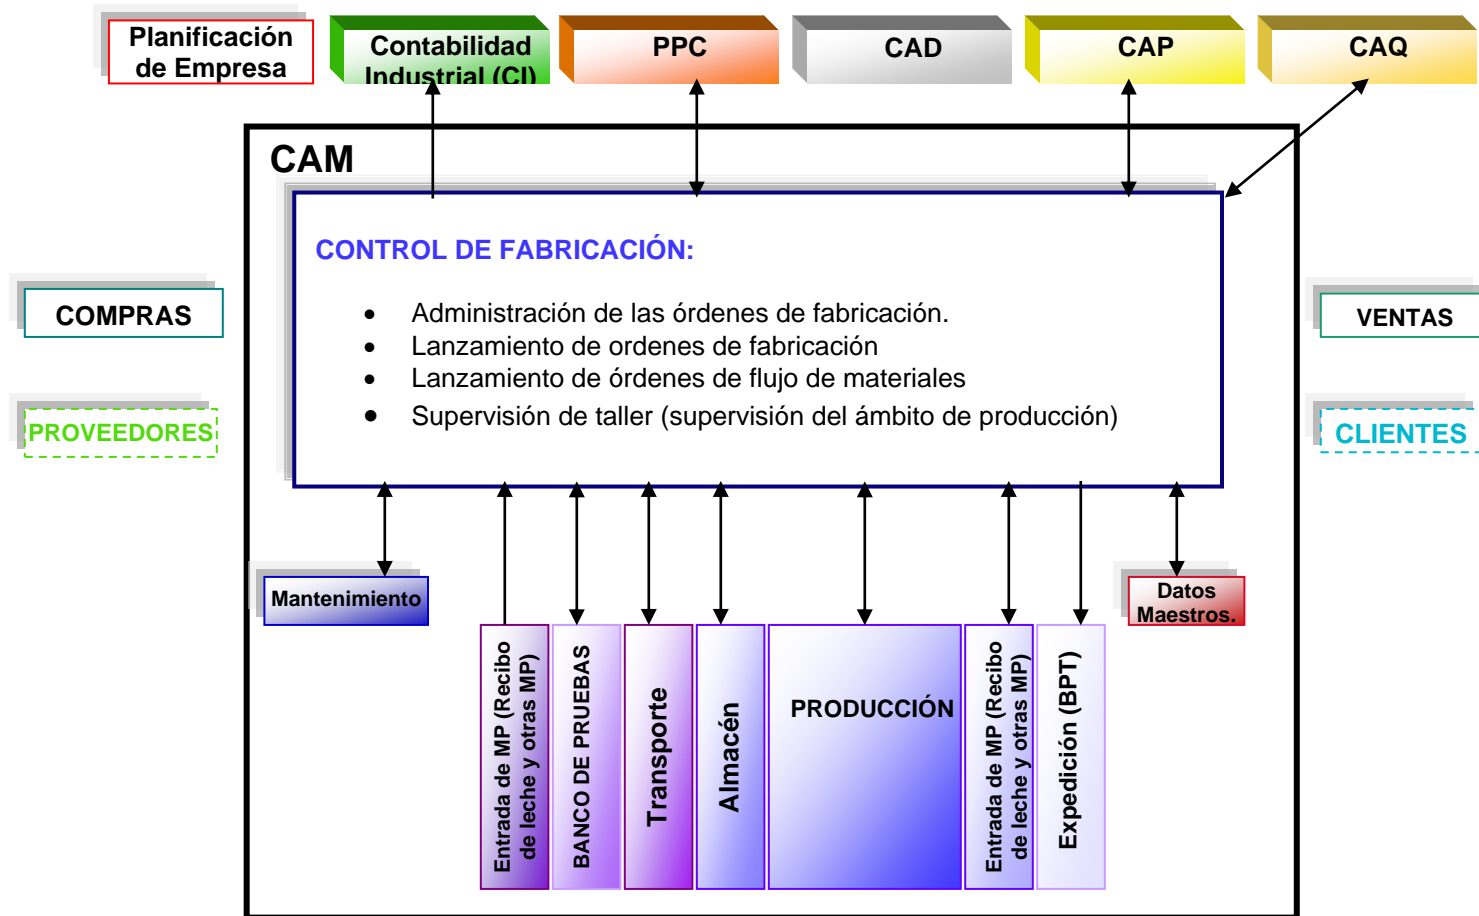 Planificación
de Empresa
Contabilidad
Industrial (CI)
PPC
CAD
CAP
CAQ
CAM
CONTROL DE FABRICACIÓN:
• Administración de las órdenes de fabricación.
• Lanzamiento de ordenes de fabricación
• Lanzamiento de órdenes de flujo de materiales
• Supervisión de taller (supervisión del ámbito de producción)
COMPRAS
PROVEEDORES
VENTAS
CLIENTES
Mantenimiento
Datos
Maestros.
Entrada de MP (Recibo
de leche y otras MP)
BANCO DE PRUEBAS
Transporte
Almacén
PRODUCCIÓN
Entrada de MP (Recibo
de leche y otras MP)
Expedición (BPT)